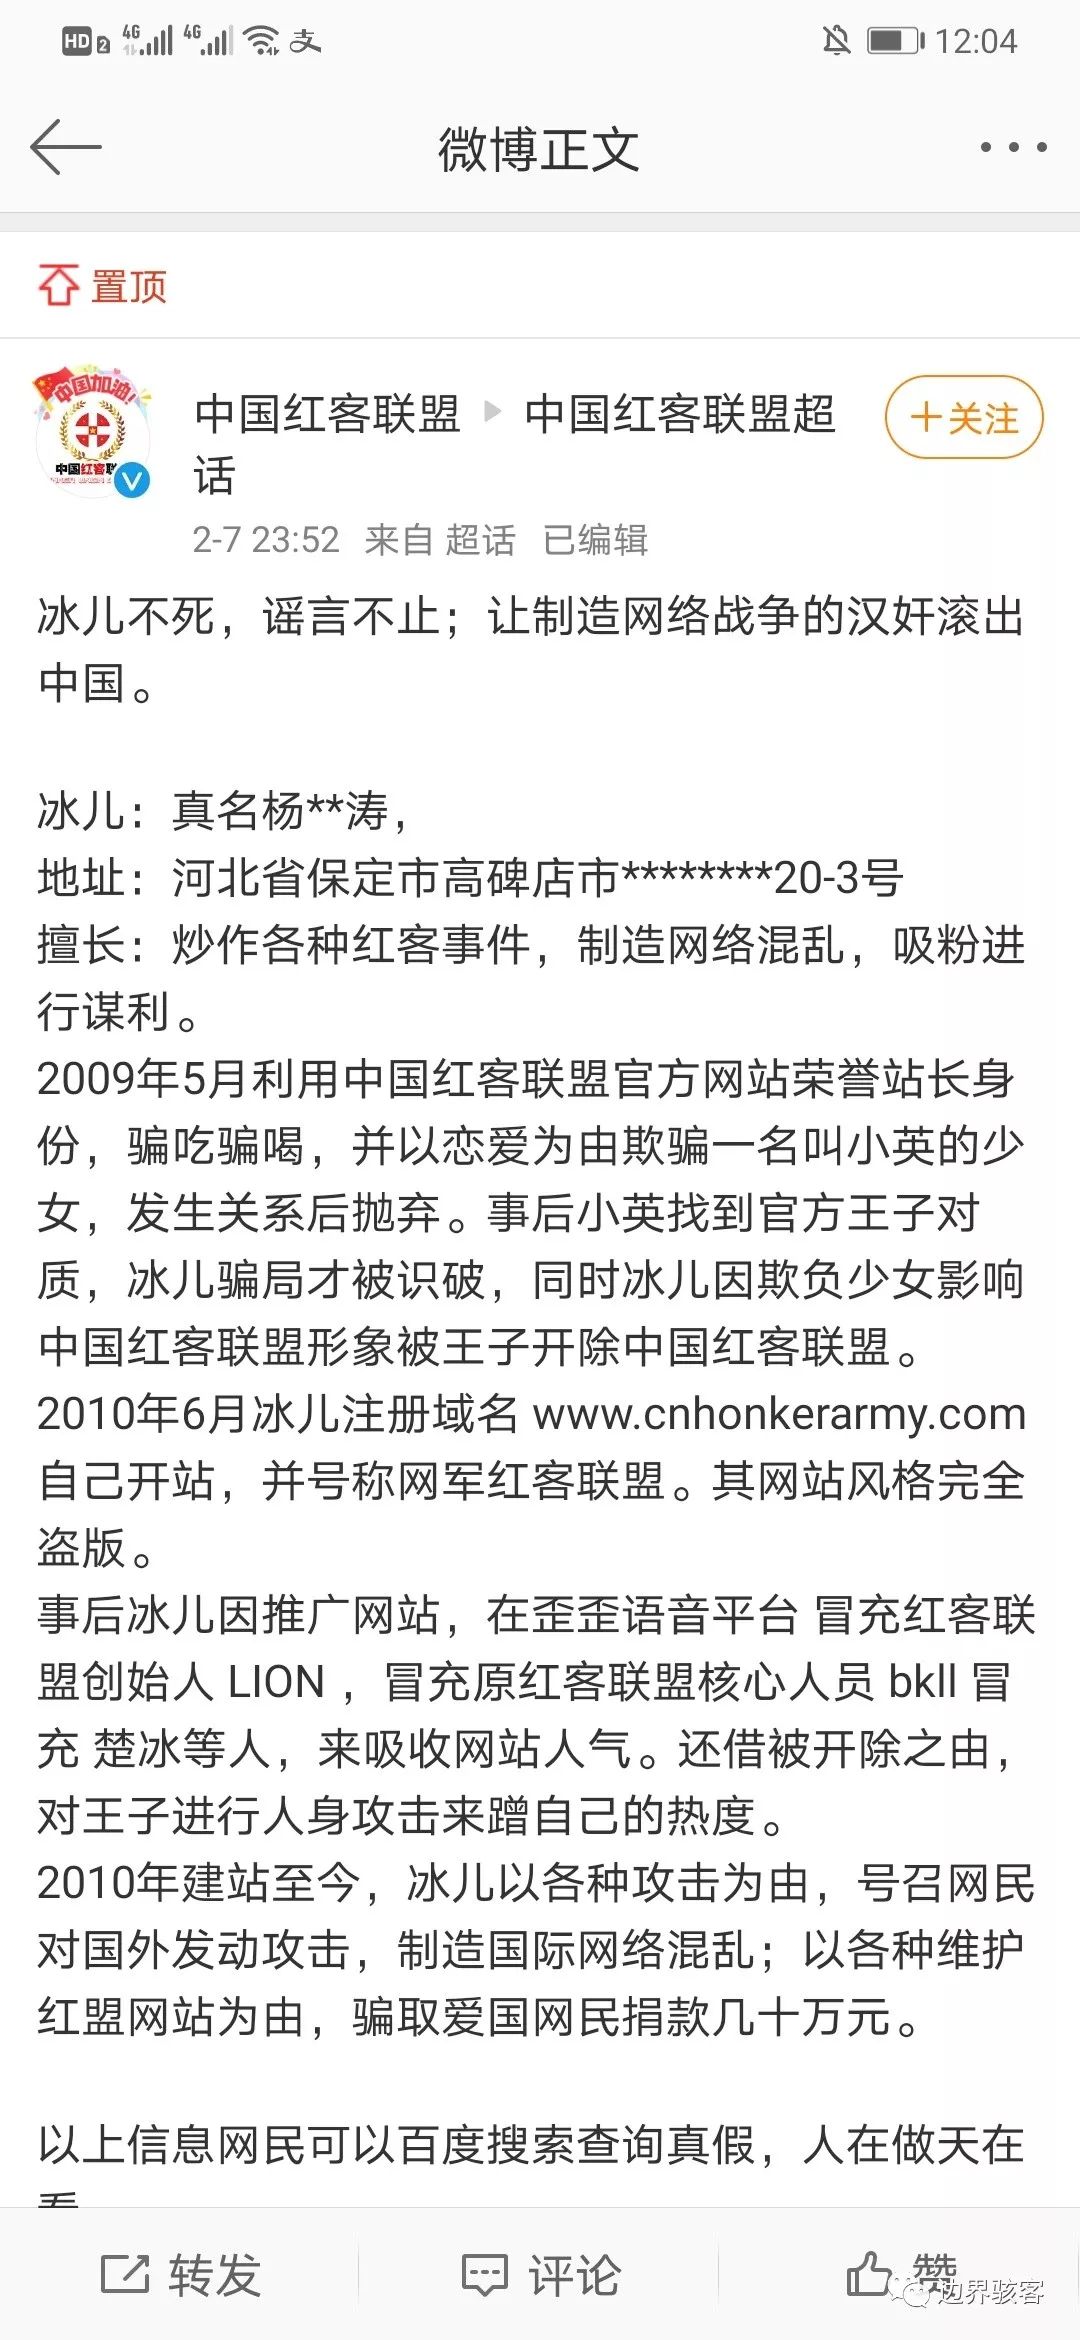 HD 2 4G 4G 支 12:04
微博正文
置顶
中国加油!
中国红客联
中国红客联盟 中国红客联盟超
话
+关注
2-7 23:52 来自 超话 已编辑
冰儿不死，谣言不止；让制造网络战争的汉奸滚出
中国。
冰儿：真名杨**涛，
地址：河北省保定市高碑店市********20-3号
擅长：炒作各种红客事件，制造网络混乱，吸粉进
行谋利。
2009年5月利用中国红客联盟官方网站荣誉站长身
份，骗吃骗喝，并以恋爱为由欺骗一名叫小英的少
女，发生关系后抛弃。事后小英找到官方王子对
质，冰儿骗局才被识破，同时冰儿因欺负少女影响
中国红客联盟形象被王子开除中国红客联盟。
2010年6月冰儿注册域名 www.cnhonkerarmy.com
自己开站，并号称网军红客联盟。其网站风格完全
盗版。
事后冰儿因推广网站，在歪歪语音平台 冒充红客联
盟创始人 LION ，冒充原红客联盟核心人员 bkll 冒
充 楚冰等人，来吸收网站人气。还借被开除之由，
对王子进行人身攻击来蹭自己的热度。
2010年建站至今，冰儿以各种攻击为由，号召网民
对国外发动攻击，制造国际网络混乱；以各种维护
红盟网站为由，骗取爱国网民捐款几十万元。
以上信息网民可以百度搜索查询真假，人在做天在
看
转发 评论 赞
边界骇客